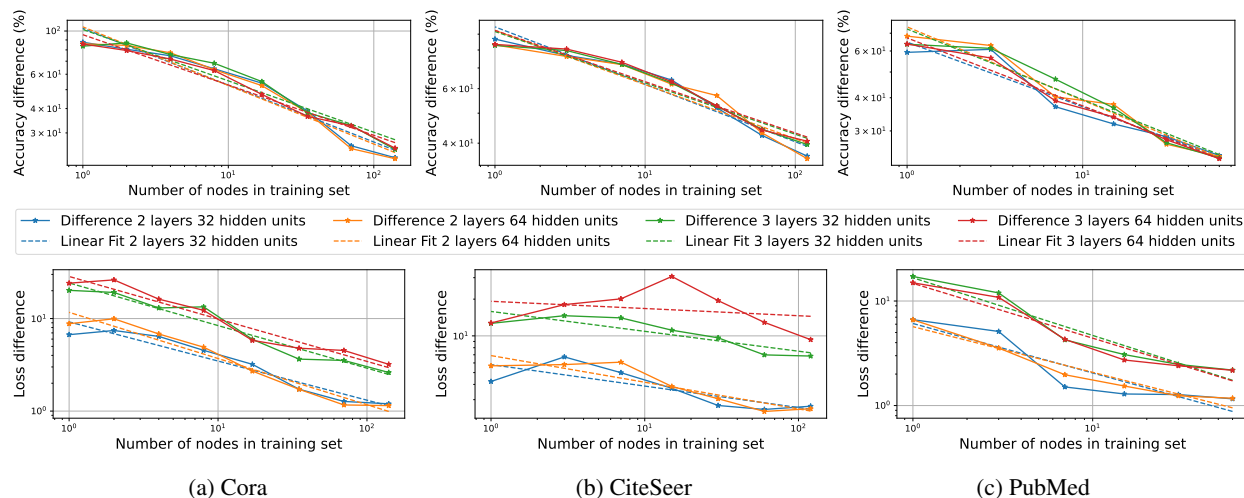 Accuracy difference (%)
10²
6 × 10¹
4 × 10¹
3 × 10¹
10⁰
10¹
10²
Number of nodes in training set
Accuracy difference (%)
4 × 10¹
10⁰
10¹
10²
Number of nodes in training set
Accuracy difference (%)
6 × 10¹
4 × 10¹
3 × 10¹
10⁰
10¹
Number of nodes in training set
Difference 2 layers 32 hidden units
Difference 2 layers 64 hidden units
Difference 3 layers 32 hidden units
Difference 3 layers 64 hidden units
Linear Fit 2 layers 32 hidden units
Linear Fit 2 layers 64 hidden units
Linear Fit 3 layers 32 hidden units
Linear Fit 3 layers 64 hidden units
Loss difference
10¹
10⁰
10⁰
10¹
10²
Number of nodes in training set
Loss difference
10¹
10⁰
10¹
10²
Number of nodes in training set
Loss difference
10¹
10⁰
10⁰
10¹
Number of nodes in training set
(a) Cora
(b) CiteSeer
(c) PubMed